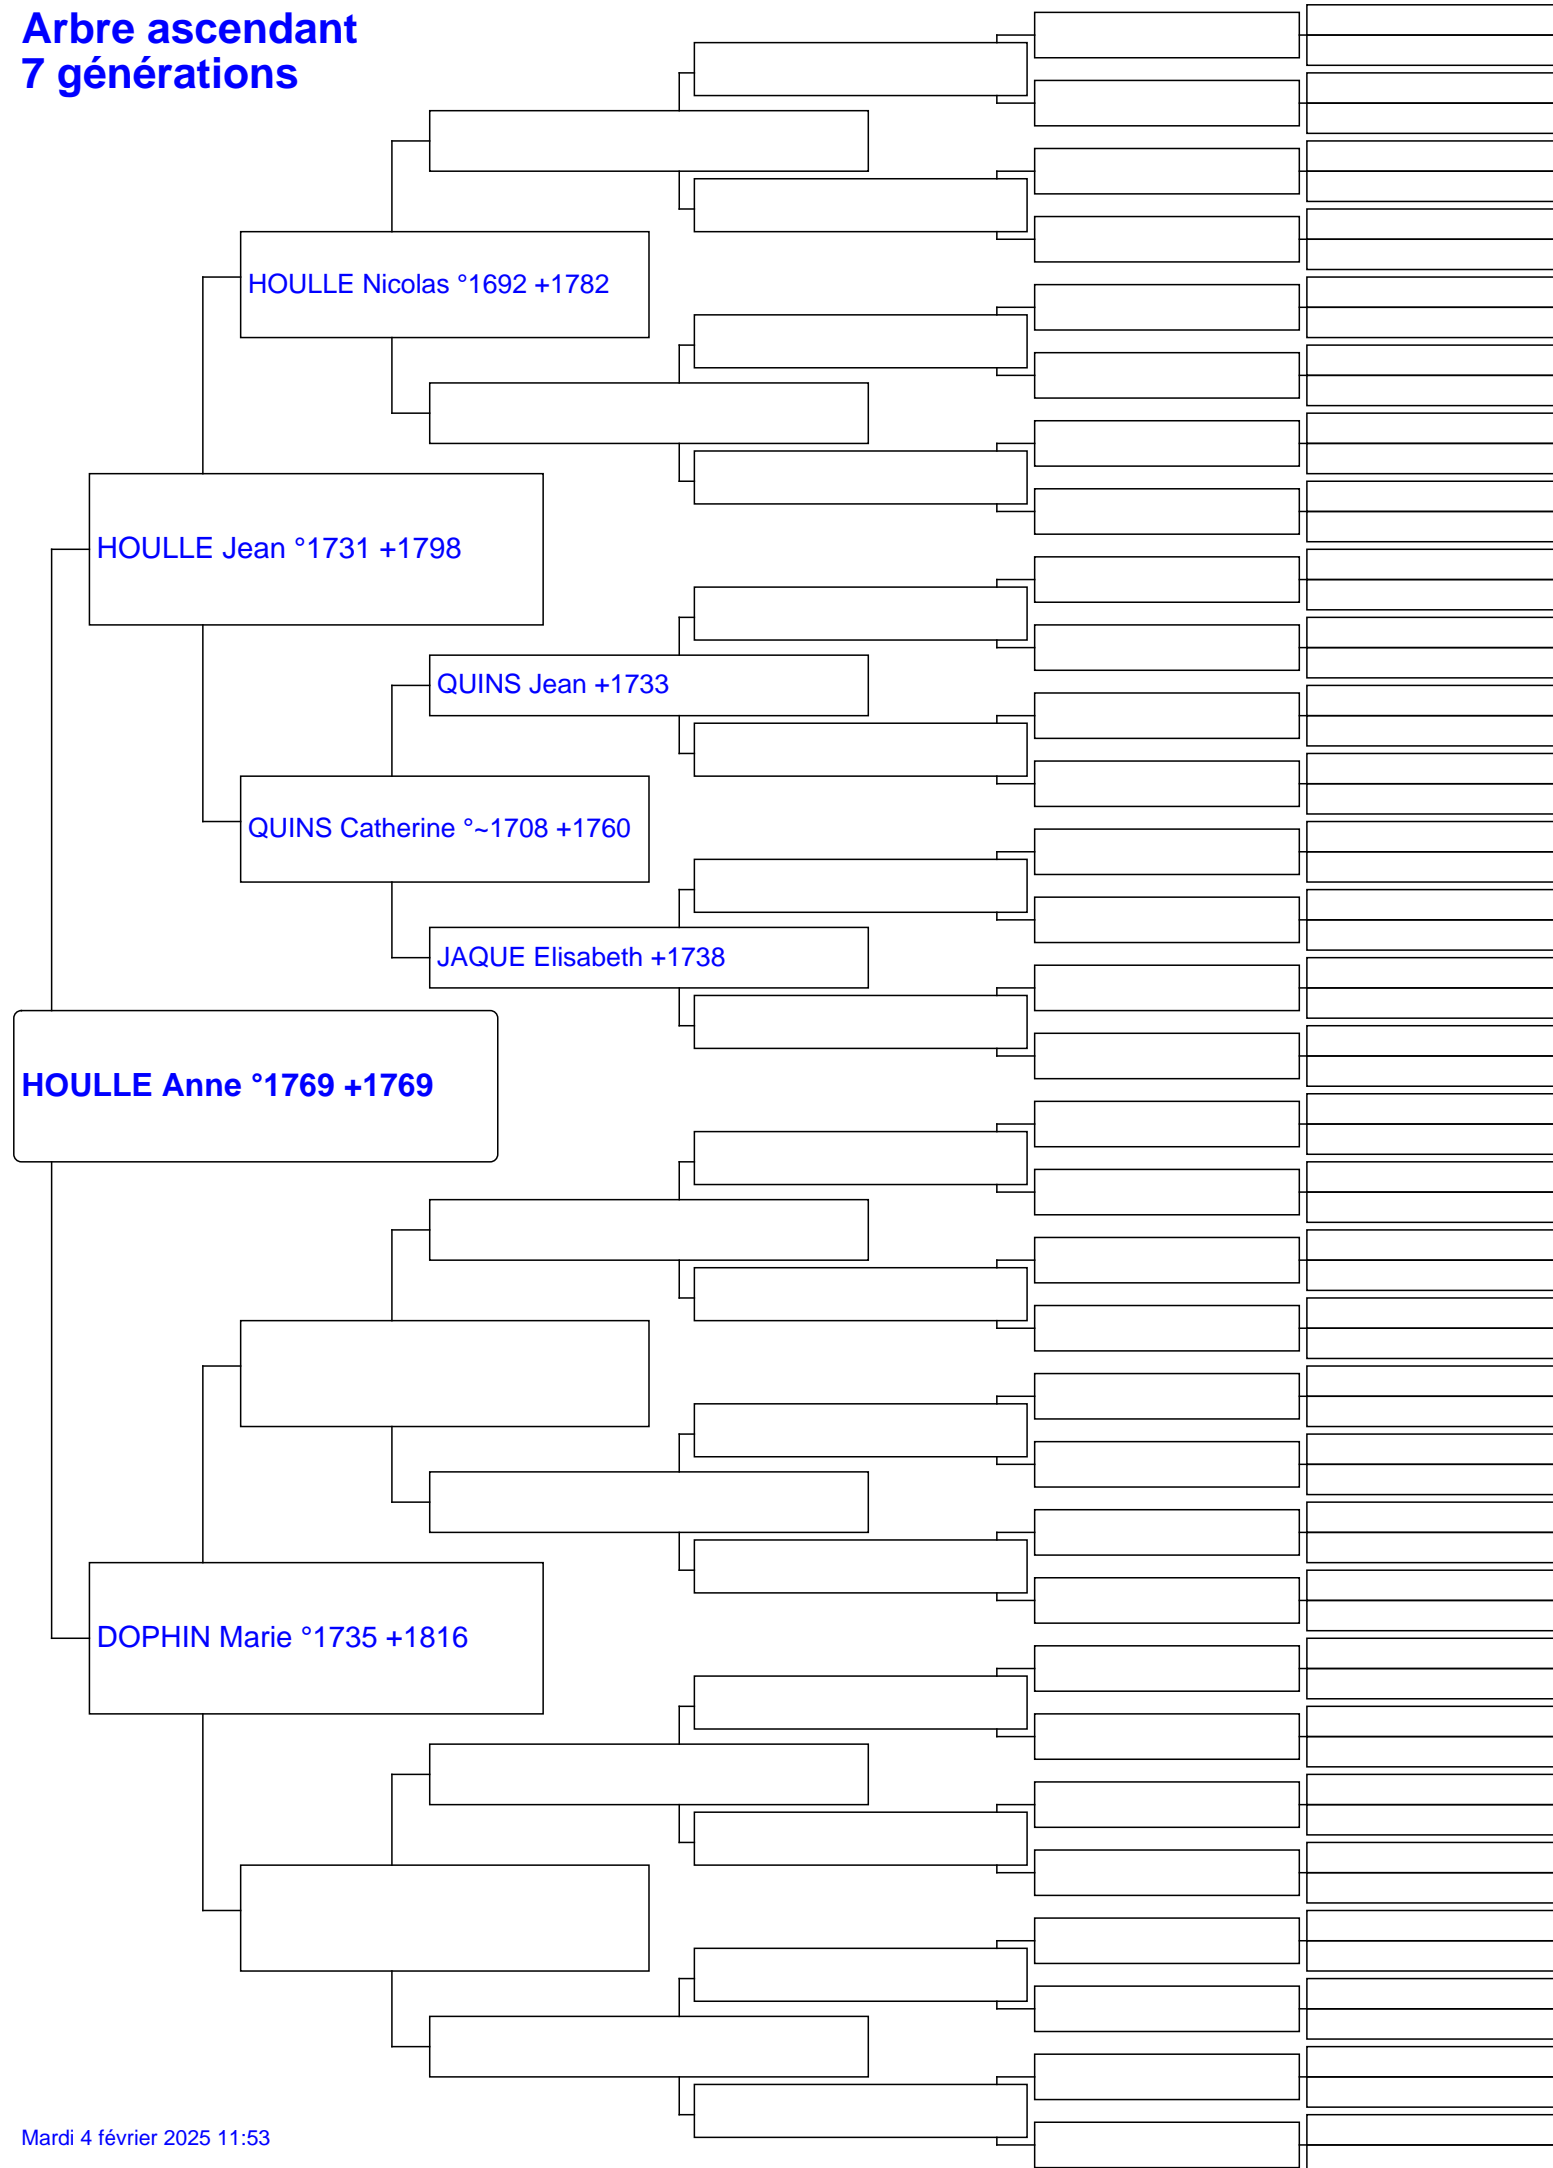 Arbre ascendant
7 générations
HOULLE Nicolas °1692 +1782
HOULLE Jean °1731 +1798
QUINS Jean +1733
QUINS Catherine °~1708 +1760
JAQUE Elisabeth +1738
HOULLE Anne °1769 +1769
DOPHIN Marie °1735 +1816
Mardi 4 février 2025 11:53